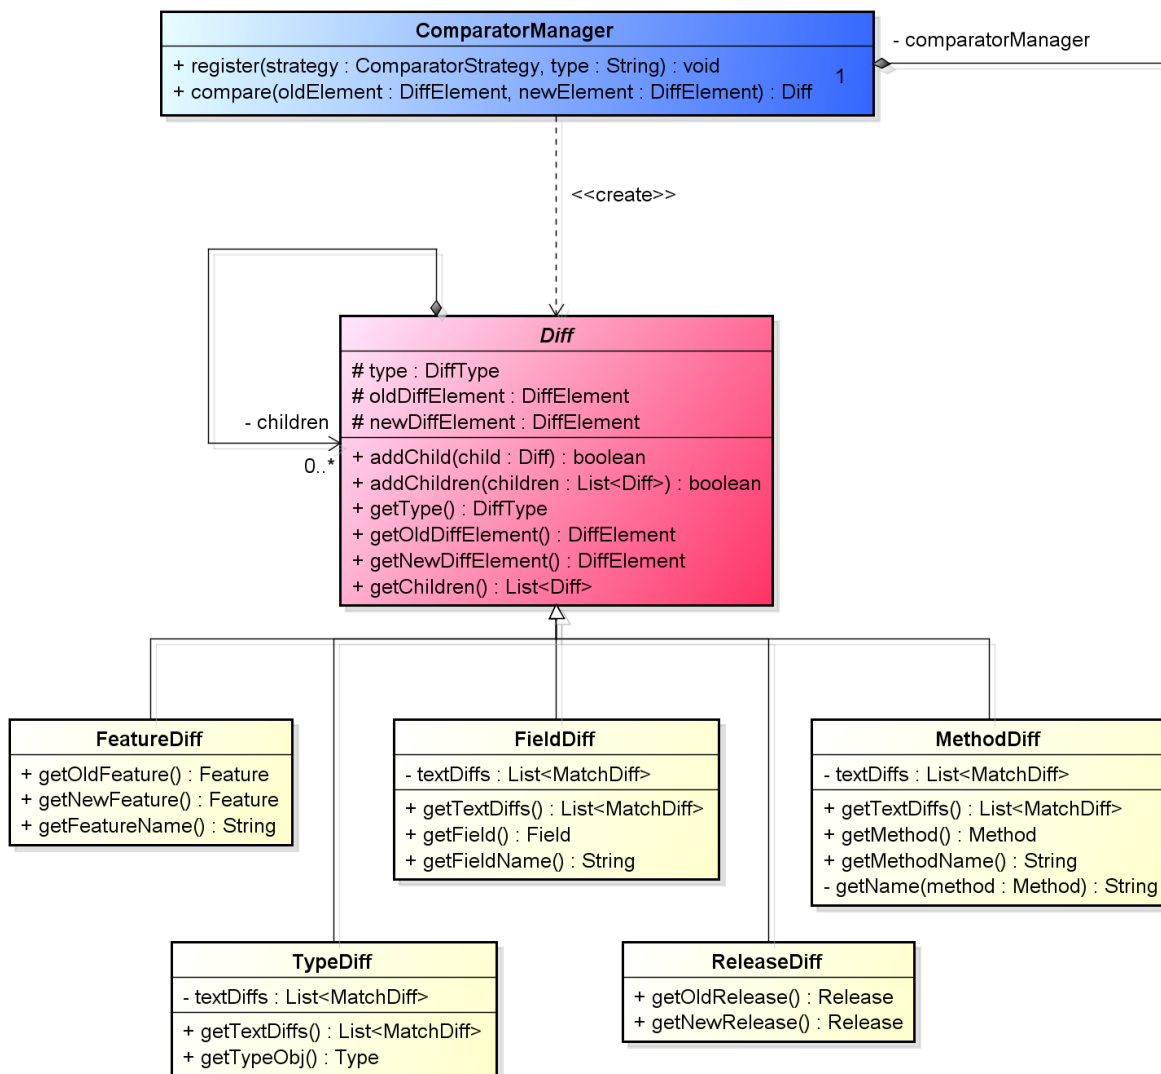 ComparatorManager
+ register(strategy : ComparatorStrategy, type : String) : void
+ compare(oldElement : DiffElement, newElement : DiffElement) : Diff
1
- comparatorManager
<<create>>
- children
0..*
Diff
# type : DiffType
# oldDiffElement : DiffElement
# newDiffElement : DiffElement
+ addChild(child : Diff) : boolean
+ addChildren(children : List<Diff>) : boolean
+ getType() : DiffType
+ getOldDiffElement() : DiffElement
+ getNewDiffElement() : DiffElement
+ getChildren() : List<Diff>
FeatureDiff
+ getOldFeature() : Feature
+ getNewFeature() : Feature
+ getFeatureName() : String
FieldDiff
- textDiffs : List<MatchDiff>
+ getTextDiffs() : List<MatchDiff>
+ getField() : Field
+ getFieldName() : String
MethodDiff
- textDiffs : List<MatchDiff>
+ getTextDiffs() : List<MatchDiff>
+ getMethod() : Method
+ getMethodName() : String
- getName(method : Method) : String
TypeDiff
- textDiffs : List<MatchDiff>
+ getTextDiffs() : List<MatchDiff>
+ getTypeObj() : Type
ReleaseDiff
+ getOldRelease() : Release
+ getNewRelease() : Release